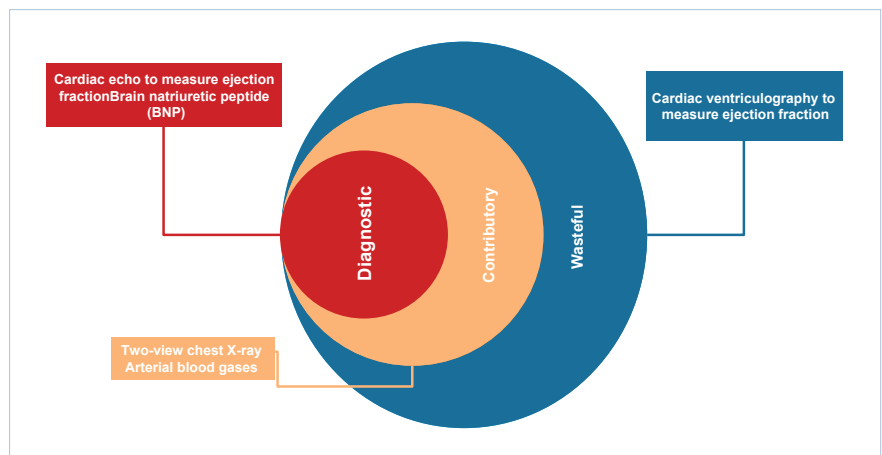 Cardiac echo to measure ejection
fractionBrain natriuretic peptide
(BNP)
Cardiac ventriculography to
measure ejection fraction
Diagnostic
Contributory
Wasteful
Two-view chest X-ray
Arterial blood gases